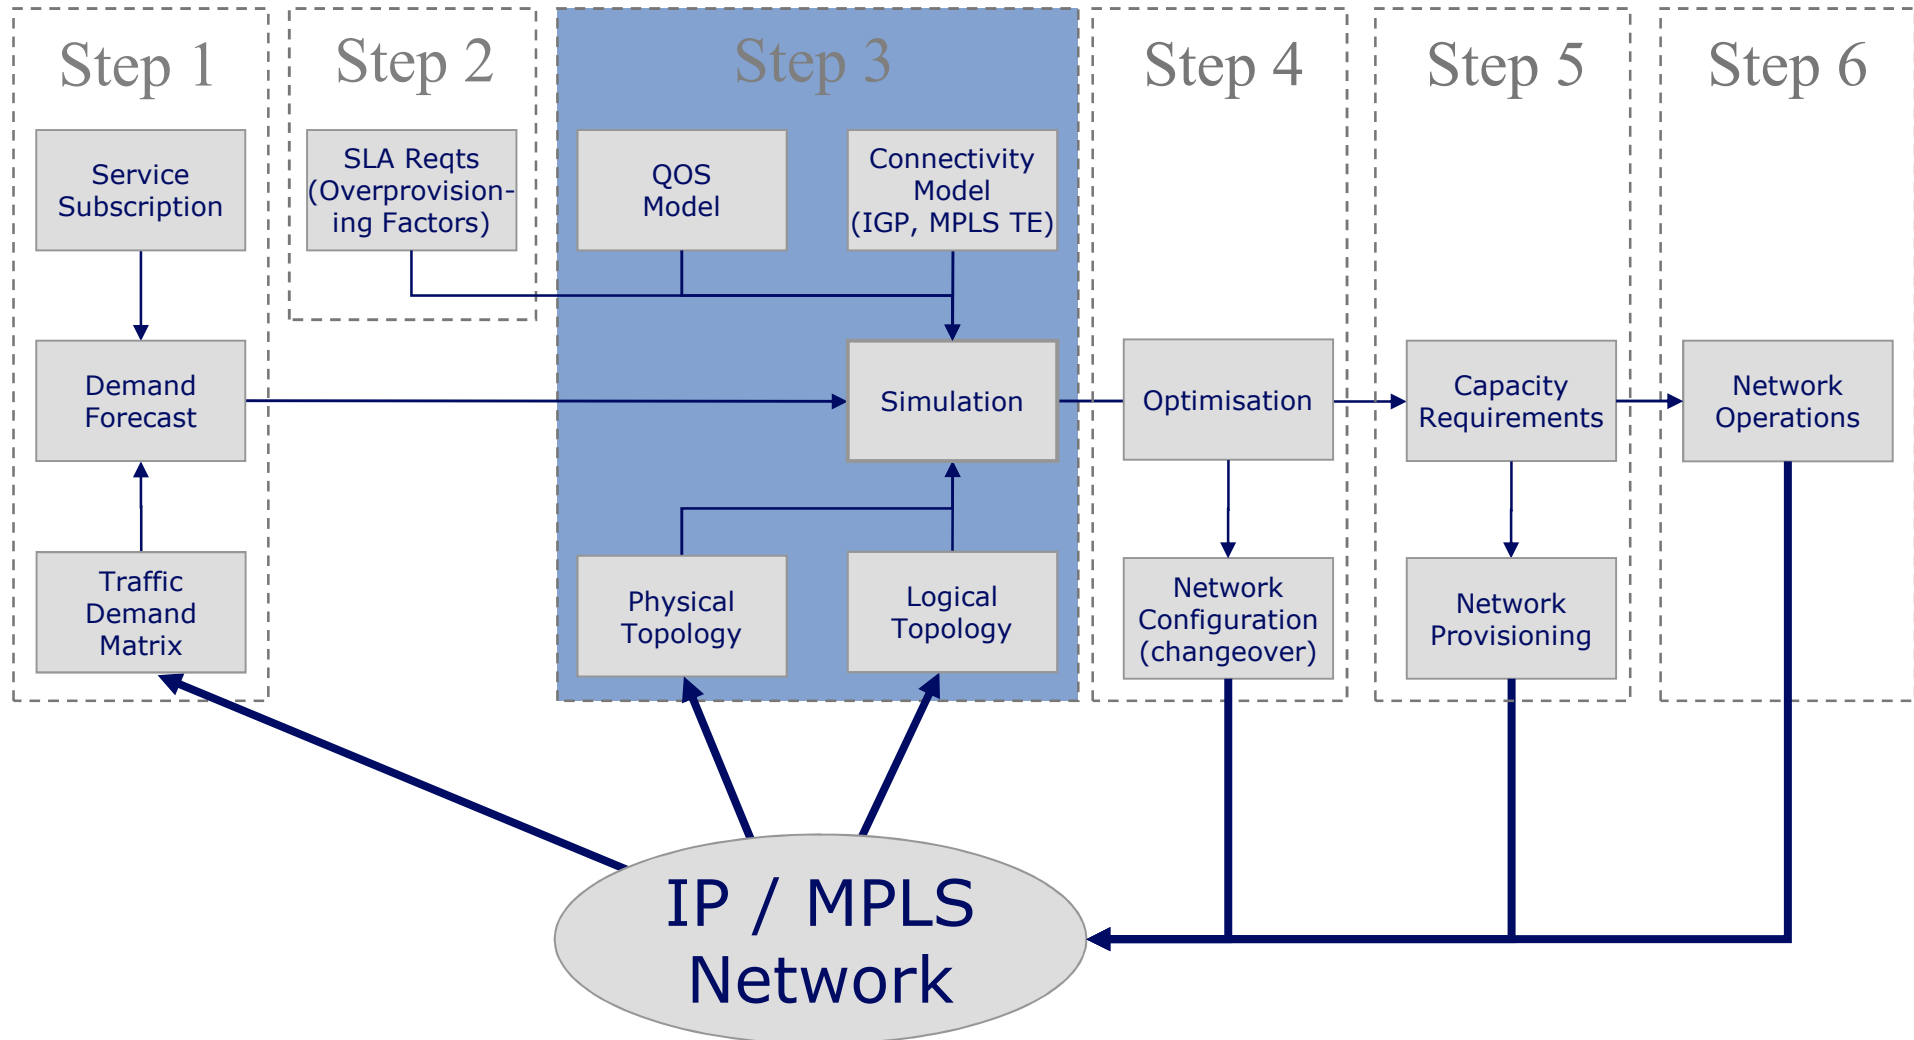 Step 1
Step 2
Step 3
Step 4
Step 5
Step 6
Service
Subscription
SLA Reqts
(Overprovision-
ing Factors)
QOS
Model
Connectivity
Model
(IGP, MPLS TE)
Demand
Forecast
Simulation
Optimisation
Capacity
Requirements
Network
Operations
Traffic
Demand
Matrix
Physical
Topology
Logical
Topology
Network
Configuration
(changeover)
Network
Provisioning
IP / MPLS
Network